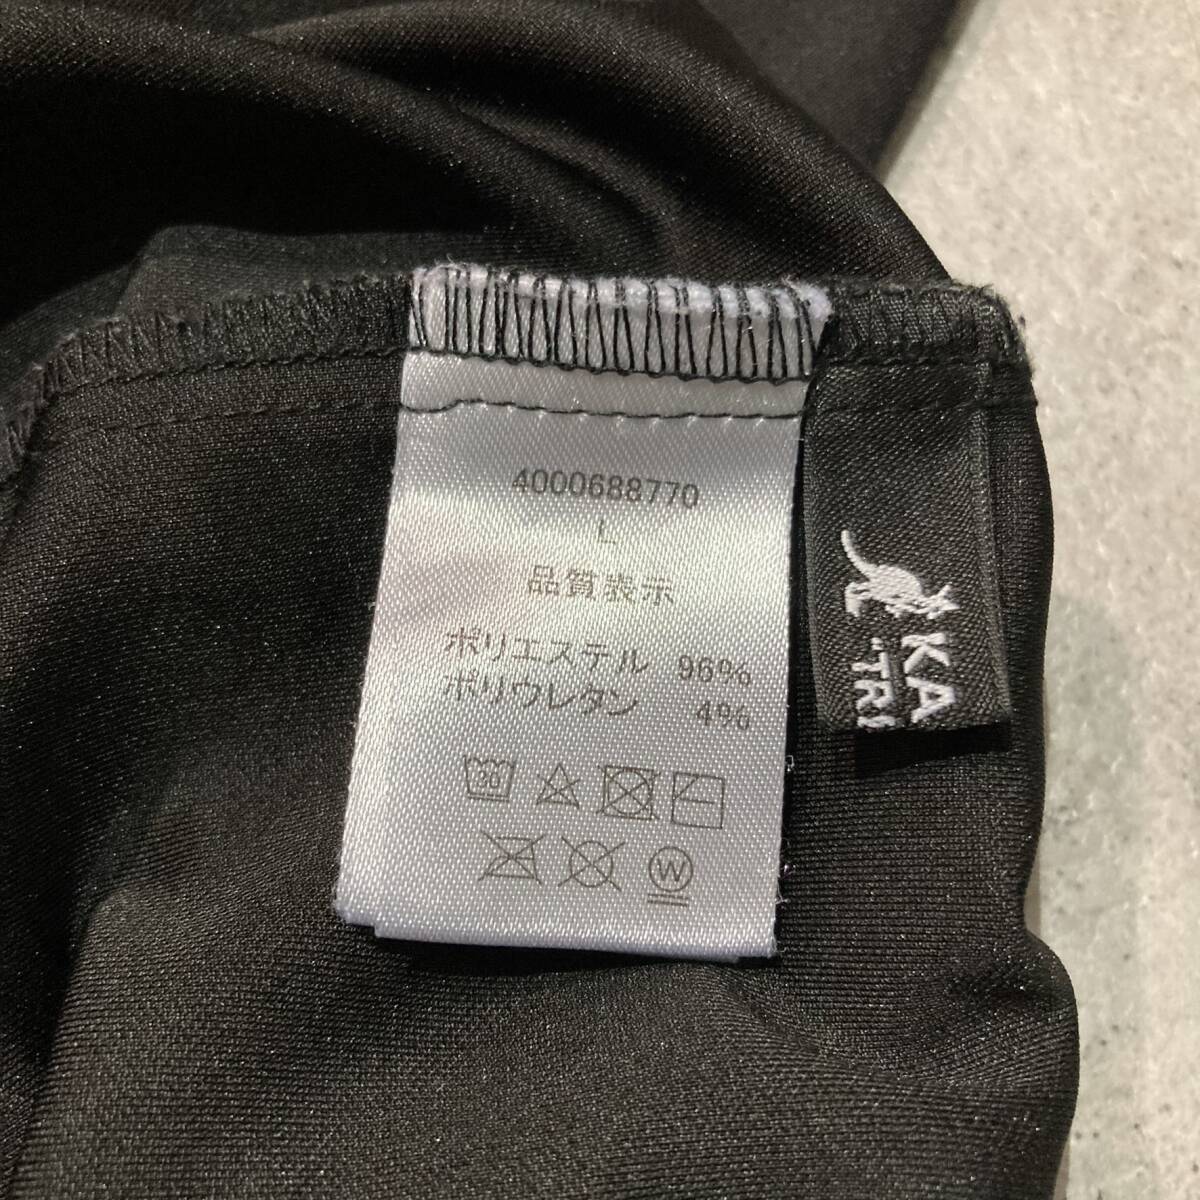 4000688770
L
品質表示
ポリエステル 96%
ポリウレタン 4%
30
W
KA
"TRI